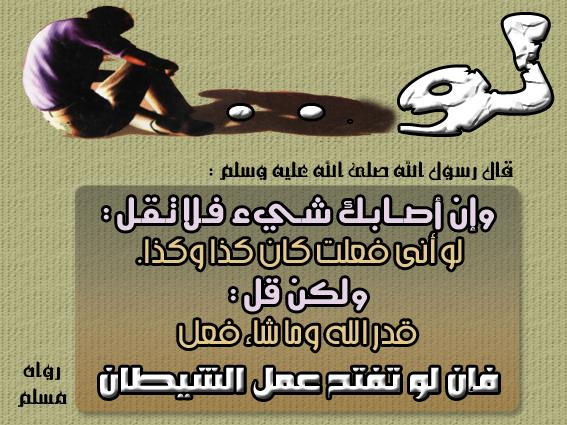 لو..
قال رسول الله صلى الله عليه وسلم :
وإن أصابك شيء فلا تقل :
لو أنى فعلت كان كذا وكذا.
ولكن قل :
قدر الله وما شاء فعل
فإن لو تفتح عمل الشيطان
رواه
مسلم